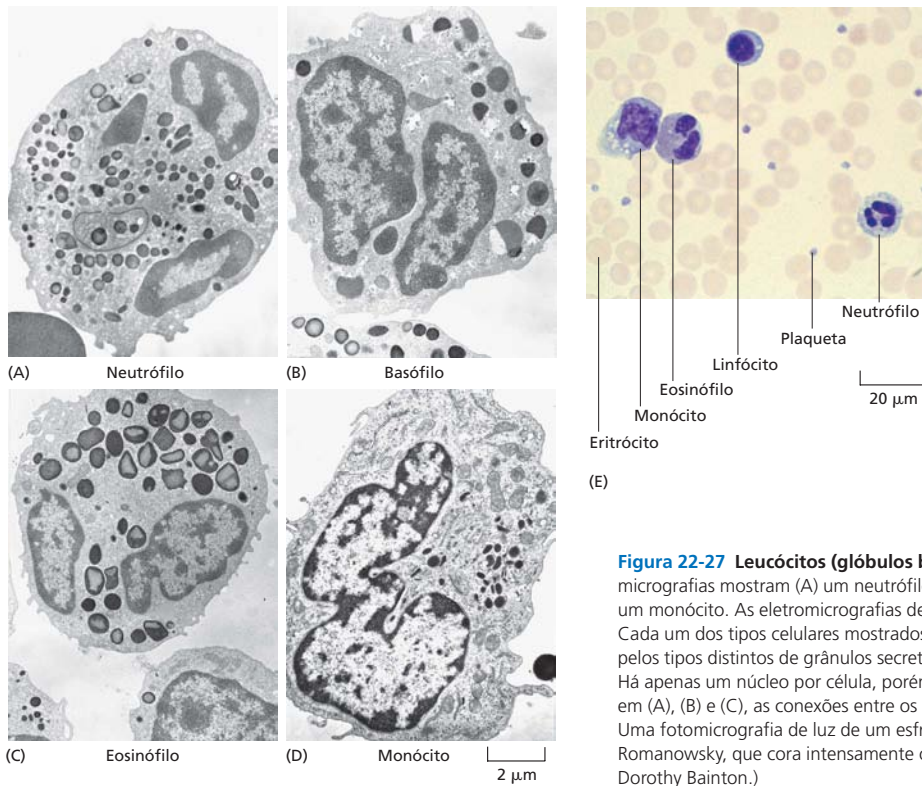 (A) Neutrófilo
(B) Basófilo
(C) Eosinófilo
(D) Monócito
2 μm
Neutrófilo
Plaqueta
Linfócito
Eosinófilo
20 μm
Monócito
Eritrócito
(E)
Figura 22-27 Leucócitos (glóbulos
micrografias mostram (A) um neutrófilo
um monócito. As eletromicrografias de
Cada um dos tipos celulares mostrados
pelos tipos distintos de grânulos
Há apenas um núcleo por célula, porém
em (A), (B) e (C), as conexões entre os
Uma fotomicrografia de luz de um
Romanowsky, que cora intensamente
Dorothy Bainton.)